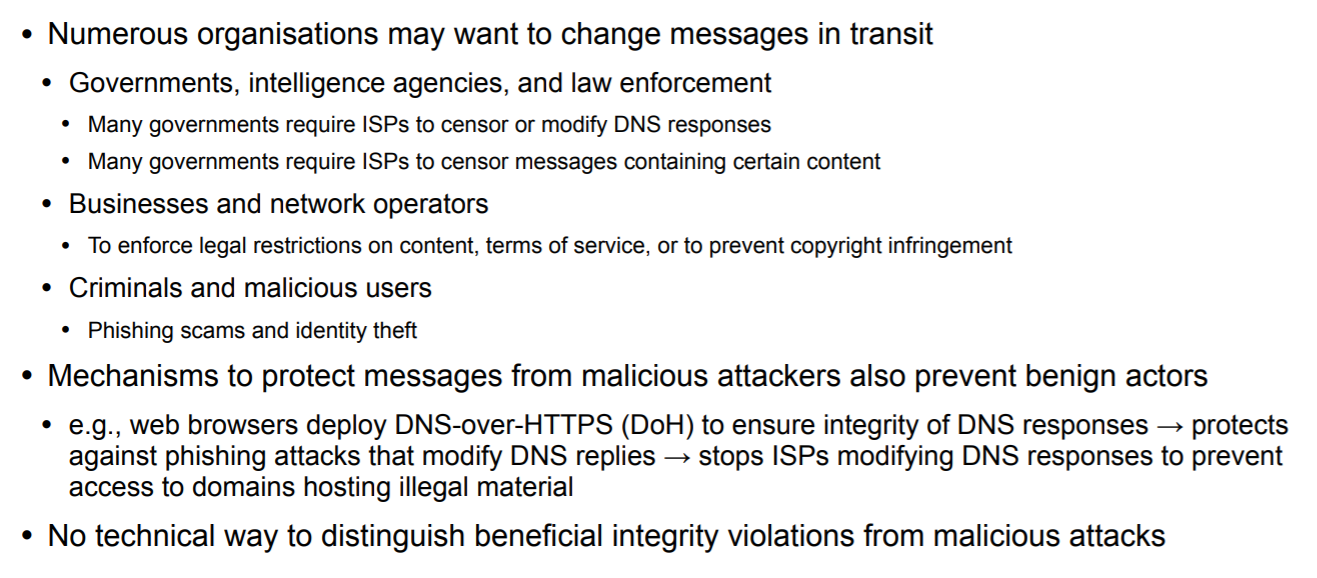 • Numerous organisations may want to change messages in transit
• Governments, intelligence agencies, and law enforcement
• Many governments require ISPs to censor or modify DNS responses
• Many governments require ISPs to censor messages containing certain content
• Businesses and network operators
• To enforce legal restrictions on content, terms of service, or to prevent copyright infringement
• Criminals and malicious users
• Phishing scams and identity theft
• Mechanisms to protect messages from malicious attackers also prevent benign actors
• e.g., web browsers deploy DNS-over-HTTPS (DoH) to ensure integrity of DNS responses → protects
against phishing attacks that modify DNS replies → stops ISPs modifying DNS responses to prevent
access to domains hosting illegal material
• No technical way to distinguish beneficial integrity violations from malicious attacks